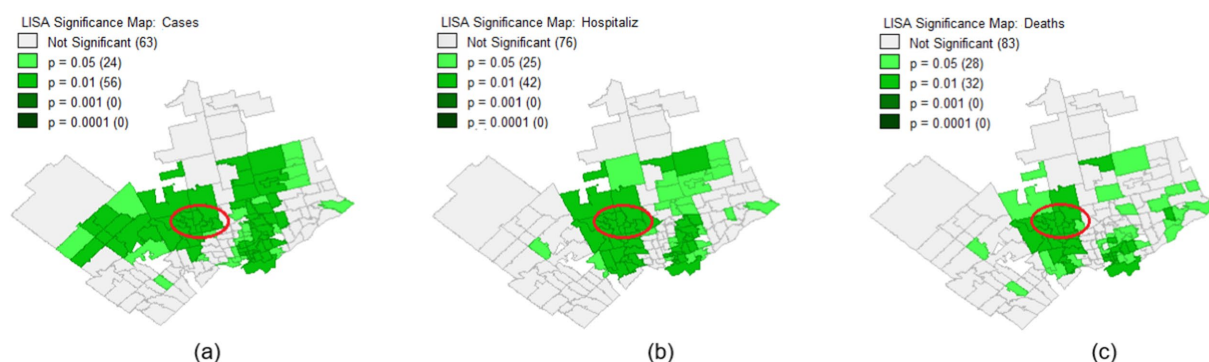 LISA Significance Map: Cases
Not Significant (63)
p = 0.05 (24)
p = 0.01 (56)
p = 0.001 (0)
p = 0.0001 (0)
(a)
LISA Significance Map: Hospitaliz
Not Significant (76)
p = 0.05 (25)
p = 0.01 (42)
p = 0.001 (0)
p = 0.0001 (0)
(b)
LISA Significance Map: Deaths
Not Significant (83)
p = 0.05 (28)
p = 0.01 (32)
p = 0.001 (0)
p = 0.0001 (0)
(c)